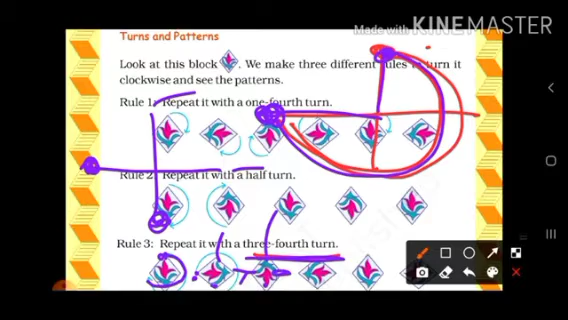 Made with KINEMASTER
Turns and Patterns
Look at this block . We make three different rules to turn it
clockwise and see the patterns.
Rule 1: Repeat it with a one-fourth turn.
Rule 2: Repeat it with a half turn.
Rule 3: Repeat it with a three-fourth turn.